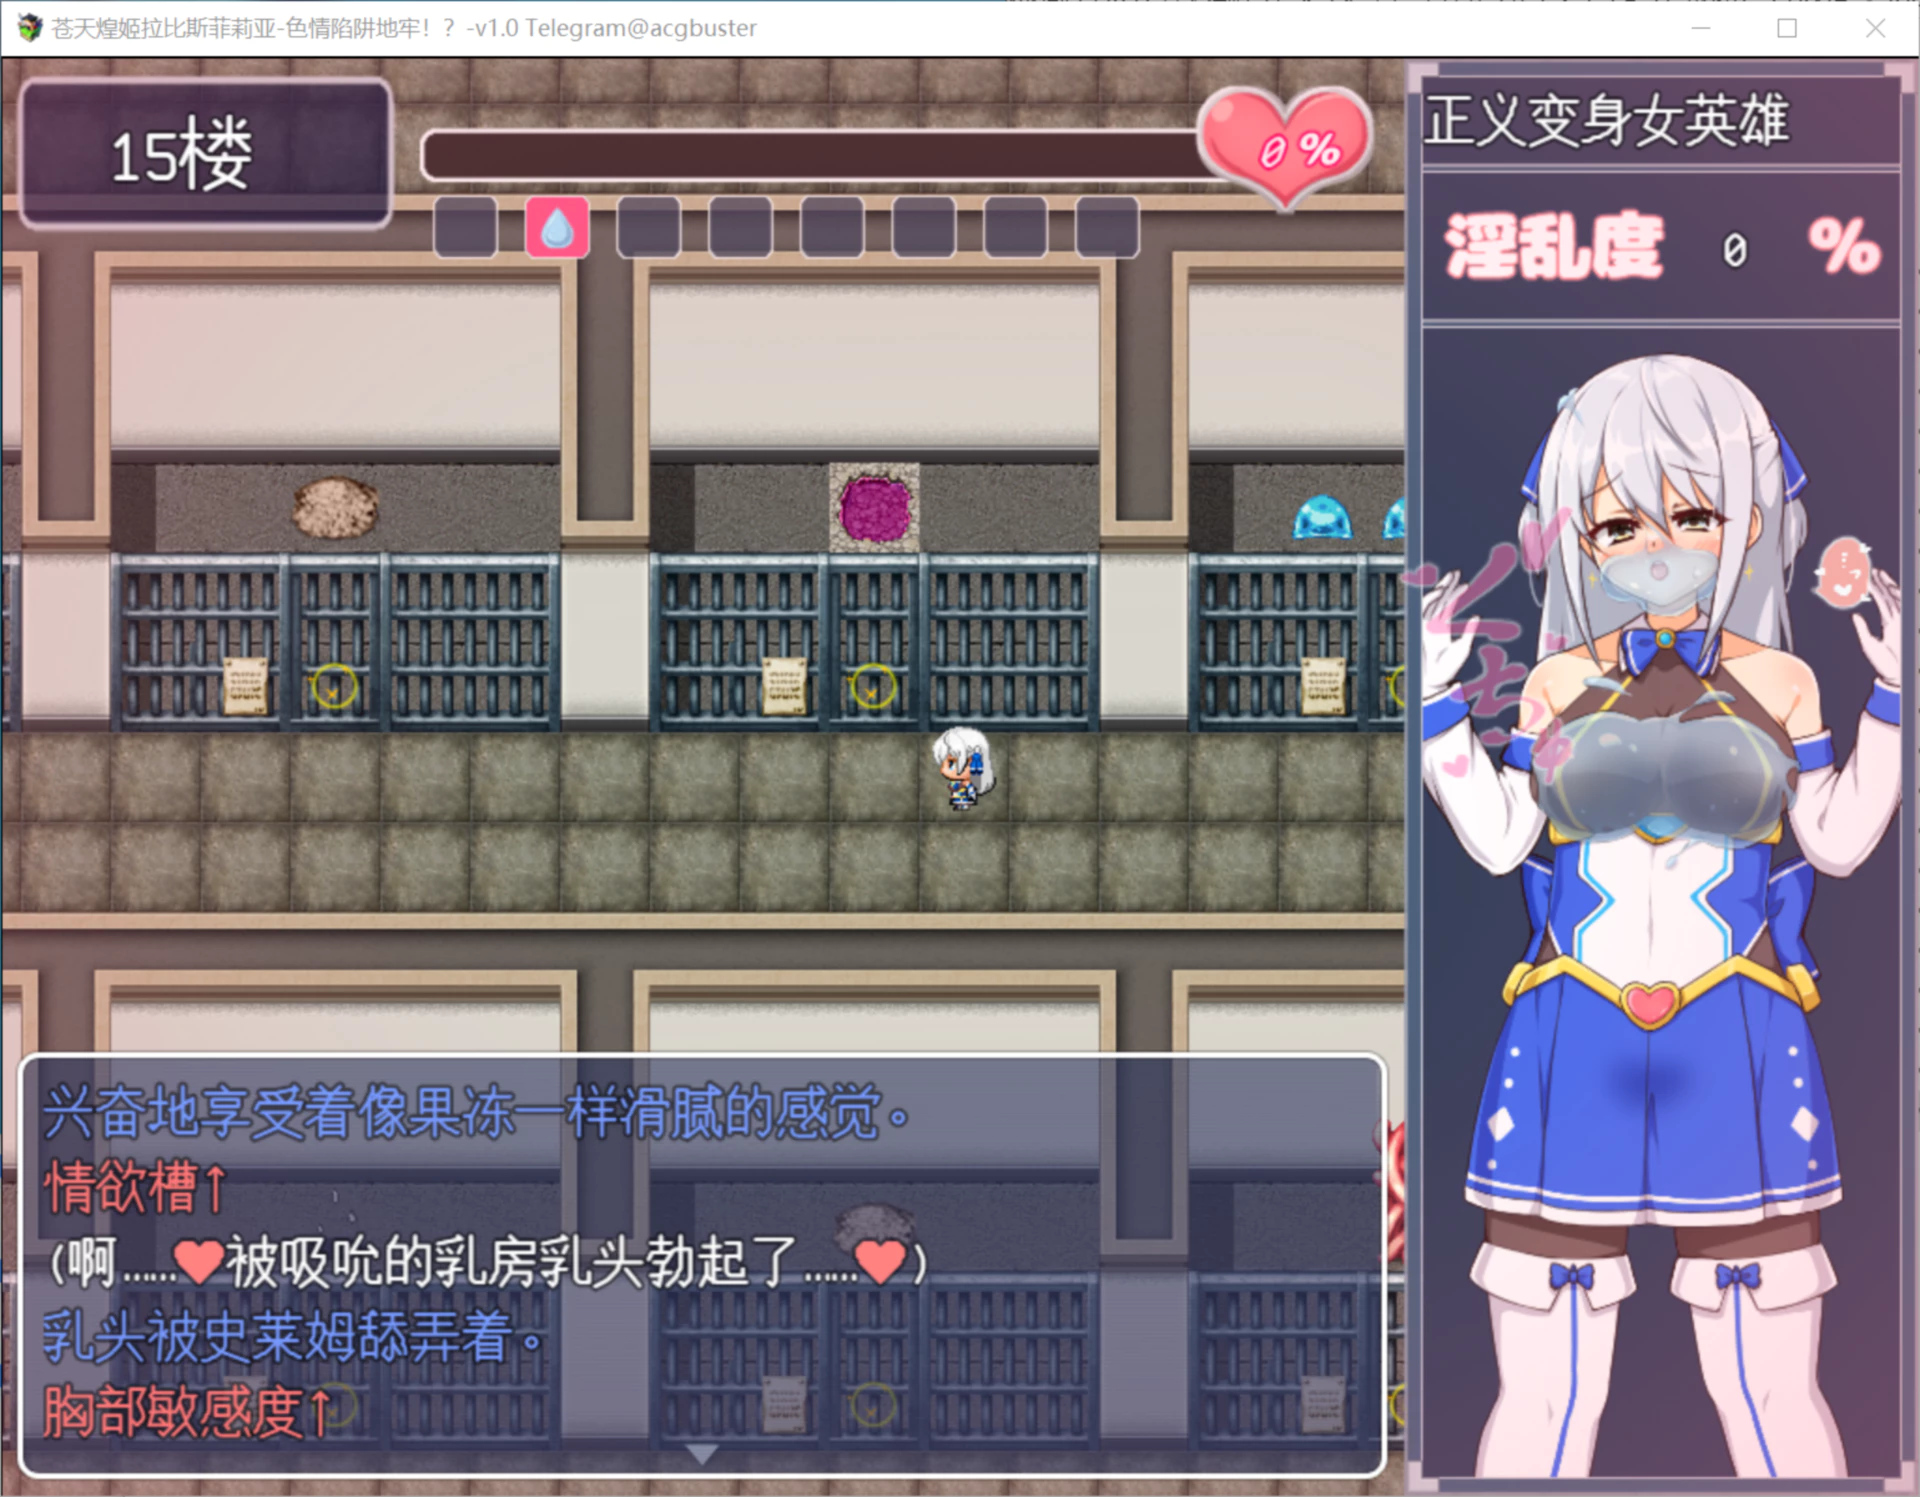 苍天煌姬拉比斯菲莉亚-色情陷阱地牢！？-v1.0 Telegram@acgbuster
15楼
0%
正义变身女英雄
淫乱度 0 %
兴奋地享受着像果冻一样滑腻的感觉。
情欲槽↑
(啊……♥被吸吮的乳房乳头勃起了……♥)
乳头被史莱姆舔弄着。
胸部敏感度↑